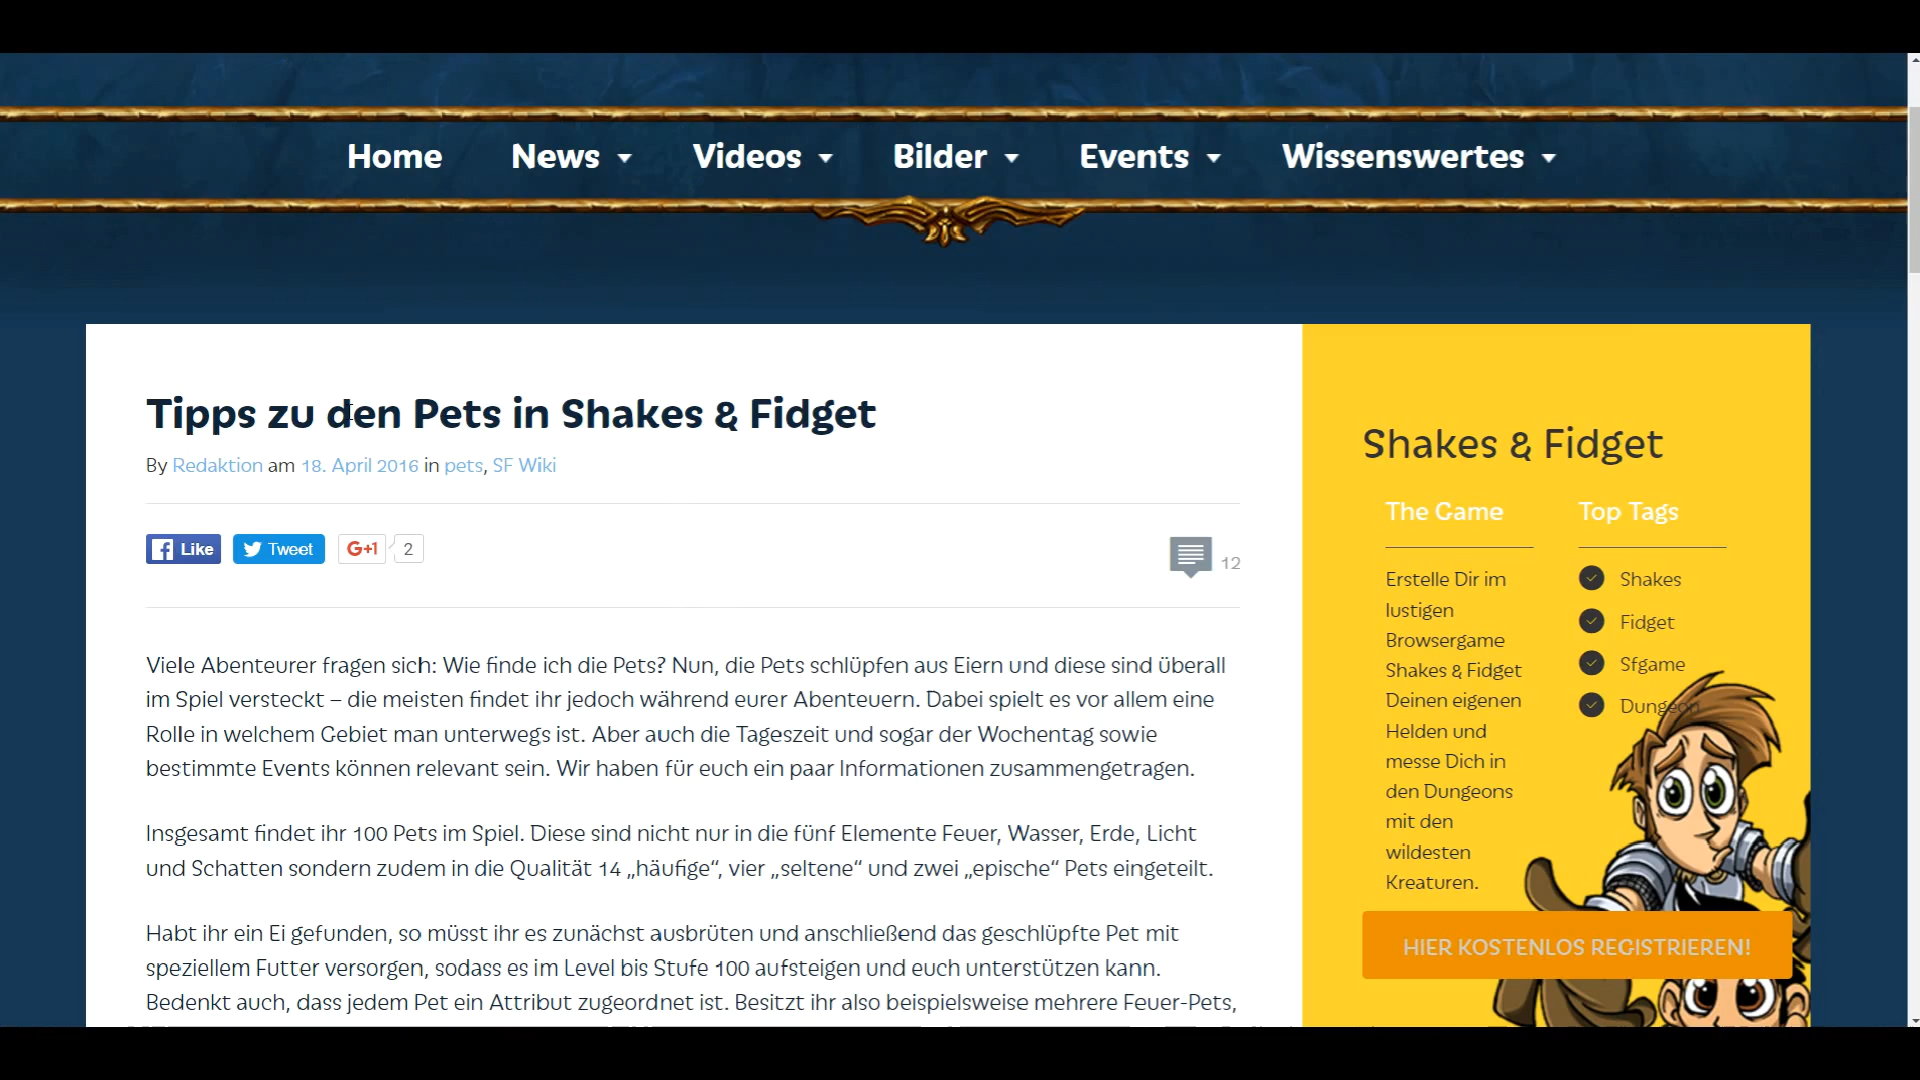 Home News Videos Bilder Events Wissenswertes
Tipps zu den Pets in Shakes & Fidget
By Redaktion am 18. April 2016 in pets, SF Wiki
Like Tweet G+1 2
12
Viele Abenteurer fragen sich: Wie finde ich die Pets? Nun, die Pets schlüpfen aus Eiern und diese sind überall
im Spiel versteckt – die meisten findet ihr jedoch während eurer Abenteuern. Dabei spielt es vor allem eine
Rolle in welchem Gebiet man unterwegs ist. Aber auch die Tageszeit und sogar der Wochentag sowie
bestimmte Events können relevant sein. Wir haben für euch ein paar Informationen zusammengetragen.
Insgesamt findet ihr 100 Pets im Spiel. Diese sind nicht nur in die fünf Elemente Feuer, Wasser, Erde, Licht
und Schatten sondern zudem in die Qualität 14 „häufige“, vier „seltene“ und zwei „epische“ Pets eingeteilt.
Habt ihr ein Ei gefunden, so müsst ihr es zunächst ausbrüten und anschließend das geschlüpfte Pet mit
speziellem Futter versorgen, sodass es im Level bis Stufe 100 aufsteigen und euch unterstützen kann.
Bedenkt auch, dass jedem Pet ein Attribut zugeordnet ist. Besitzt ihr also beispielsweise mehrere Feuer-Pets,
Shakes & Fidget
The Game
Erstelle Dir im
lustigen
Browsergame
Shakes & Fidget
Deinen eigenen
Helden und
messe Dich in
den Dungeons
mit den
wildesten
Kreaturen.
Top Tags
Shakes
Fidget
Sfgame
Dungeon
HIER KOSTENLOS REGISTRIEREN!